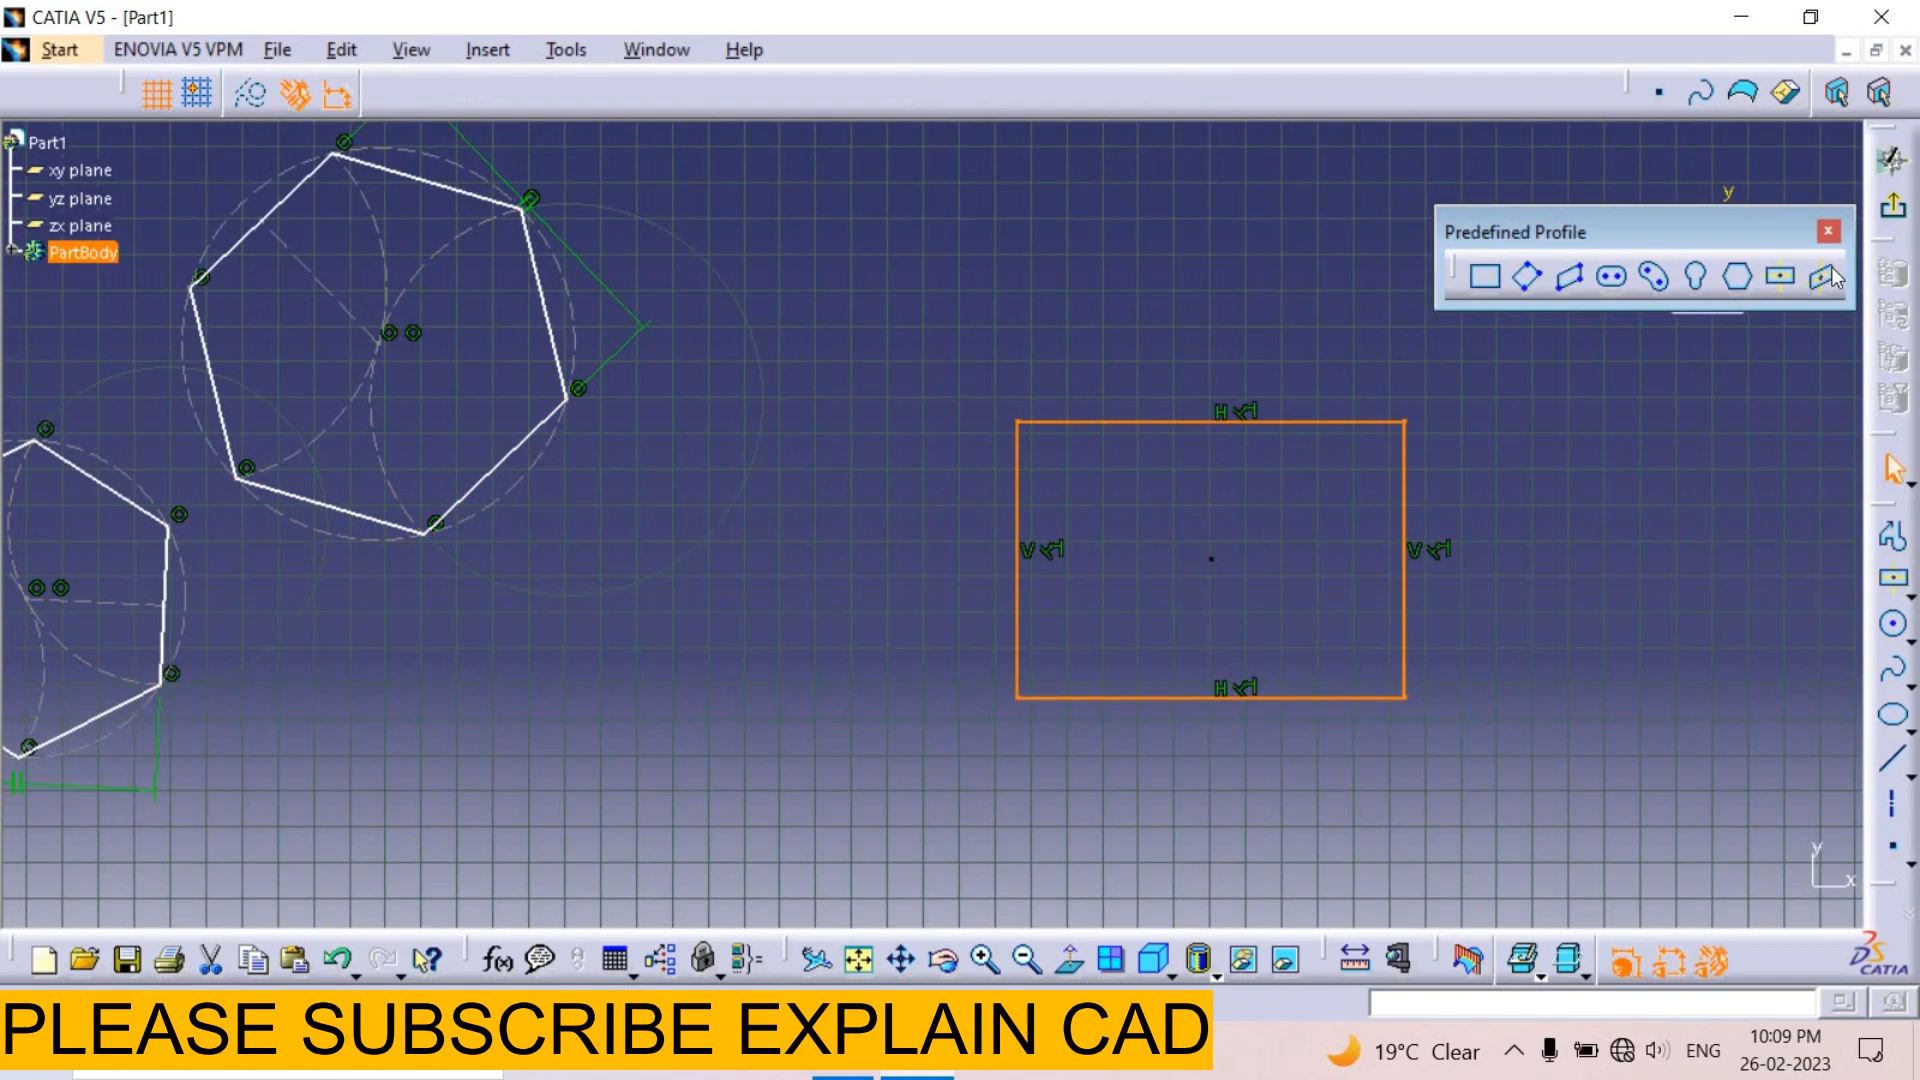 CATIA V5 - [Part1]
Start ENOVIA V5 VPM File Edit View Insert Tools Window Help
Part1
xy plane
yz plane
zx plane
PartBody
y
Predefined Profile
H
V
V
H
y
x
f(x)
CATIA
PLEASE SUBSCRIBE EXPLAIN CAD
19°C Clear
ENG
10:09 PM
26-02-2023